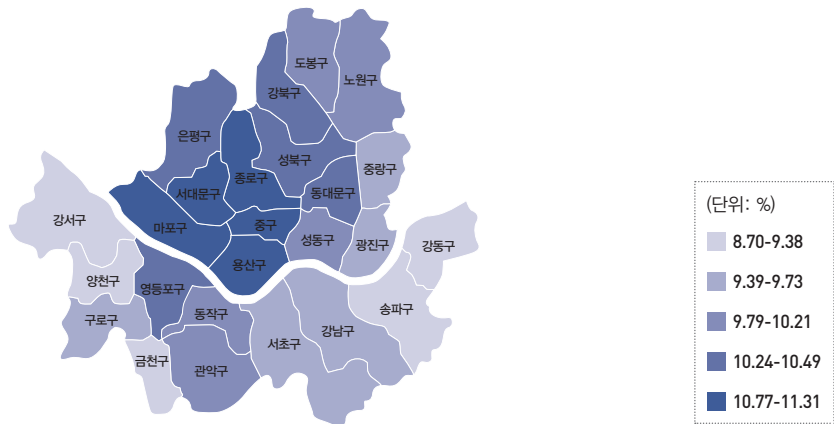 도봉구
노원구
강북구
은평구
성북구
중랑구
종로구
서대문구
동대문구
강서구
마포구
중구
성동구
광진구
강동구
용산구
양천구
영등포구
송파구
구로구
동작구
강남구
서초구
금천구
관악구
(단위: %)
8.70-9.38
9.39-9.73
9.79-10.21
10.24-10.49
10.77-11.31